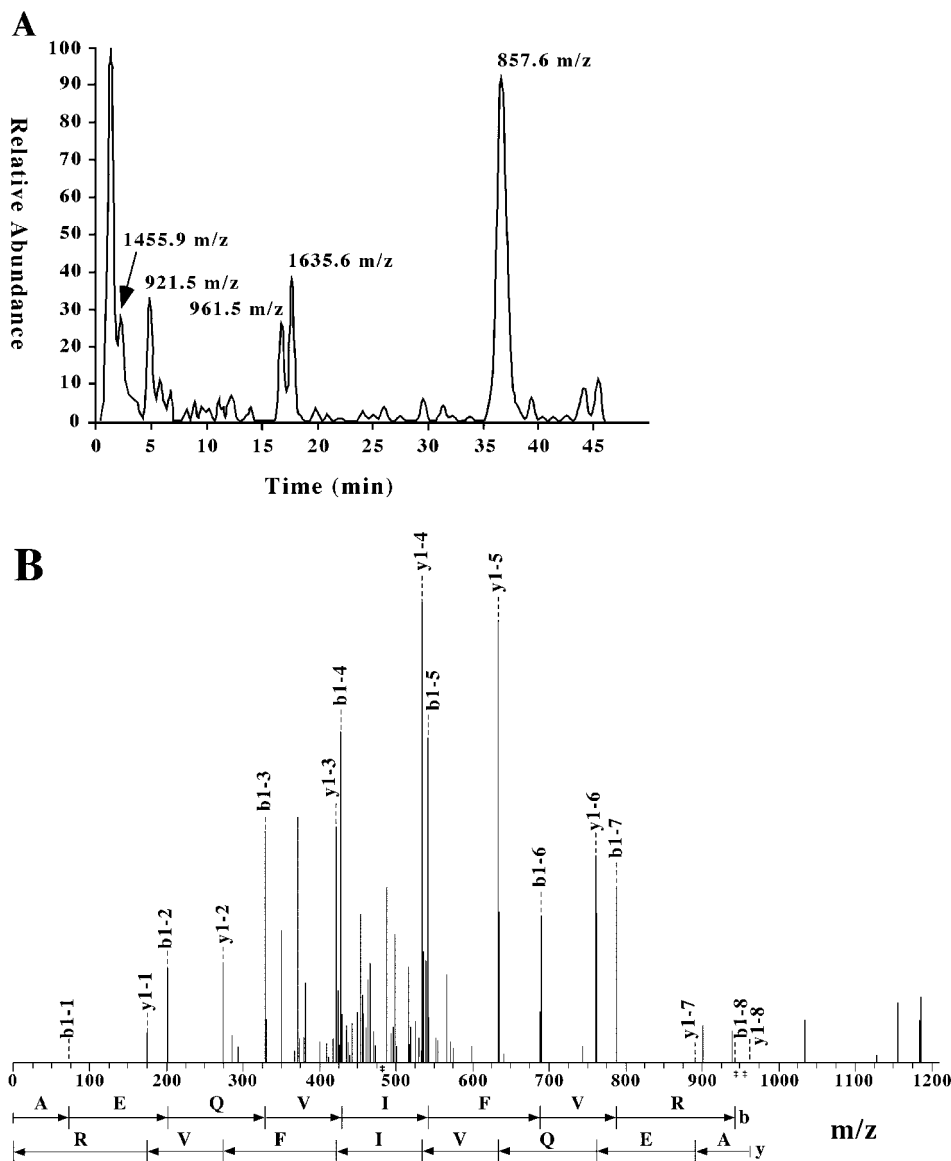 A
Relative Abundance
100
90
80
70
60
50
40
30
20
10
0
857.6 m/z
1455.9 m/z
921.5 m/z
961.5 m/z
1635.6 m/z
0 5 10 15 20 25 30 35 40 45
Time (min)
B
b1-1
y1-1
b1-2
y1-2
b1-3
y1-3
b1-4
y1-4
b1-5
y1-5
b1-6
y1-6
b1-7
y1-7
b1-8
y1-8
0 100 200 300 400 500 600 700 800 900 1000 1100 1200
‡ ‡ ‡
A E Q V I F V R b
R V F I V Q E A y
m/z